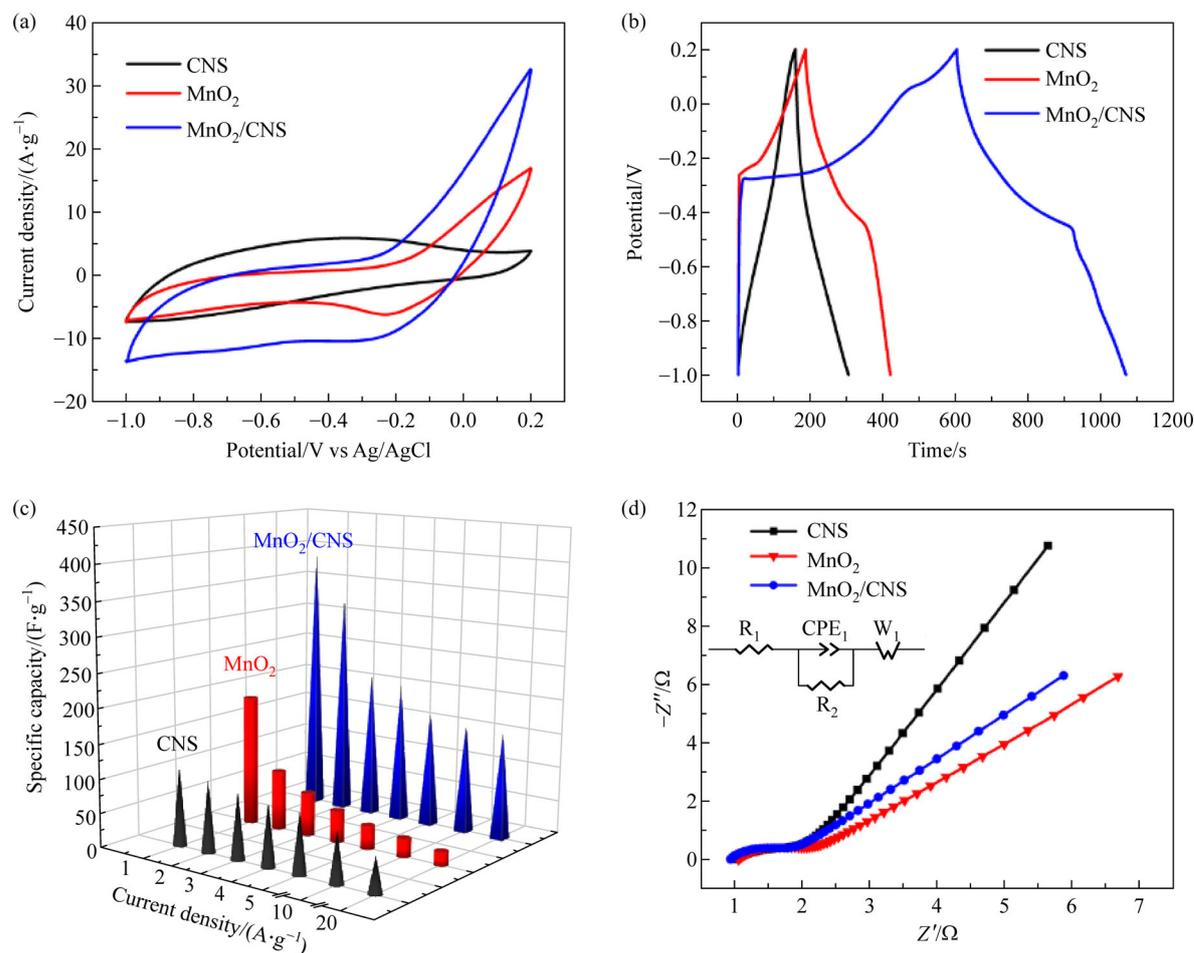 (a)
40
30
20
10
0
−10
−20
Current density/(A·g⁻¹)
CNS
MnO₂
MnO₂/CNS
−1.0 −0.8 −0.6 −0.4 −0.2 0.0 0.2
Potential/V vs Ag/AgCl
(b)
0.2
0.0
−0.2
−0.4
−0.6
−0.8
−1.0
Potential/V
CNS
MnO₂
MnO₂/CNS
0 200 400 600 800 1000 1200
Time/s
(c)
450
400
350
300
250
200
150
100
50
0
Specific capacity/(F·g⁻¹)
MnO₂/CNS
MnO₂
CNS
1 2 3 4 5 10 20
Current density/(A·g⁻¹)
(d)
12
10
8
6
4
2
0
−Z″/Ω
CNS
MnO₂
MnO₂/CNS
R₁ CPE₁ W₁
R₂
1 2 3 4 5 6 7
Z′/Ω